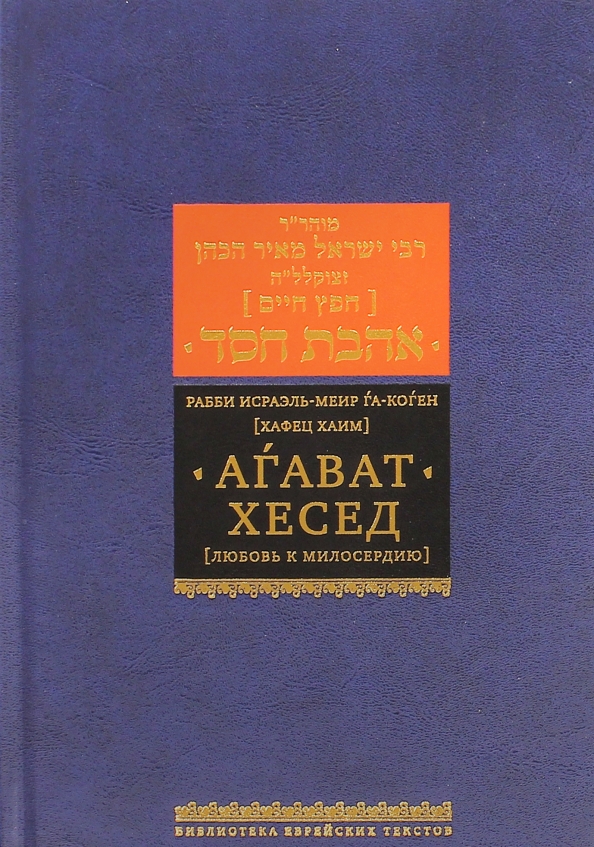 מוהר״ר
רבי ישראל מאיר הכהן
זצוקלל״ה
[ חפץ חיים ]
· אהבת חסד ·
РАББИ ИСРАЭЛЬ-МЕИР ЃА-КОЃЕН
[ХАФЕЦ ХАИМ]
· АЃАВАТ ·
ХЕСЕД
[ЛЮБОВЬ К МИЛОСЕРДИЮ]
БИБЛИОТЕКА ЕВРЕЙСКИХ ТЕКСТОВ